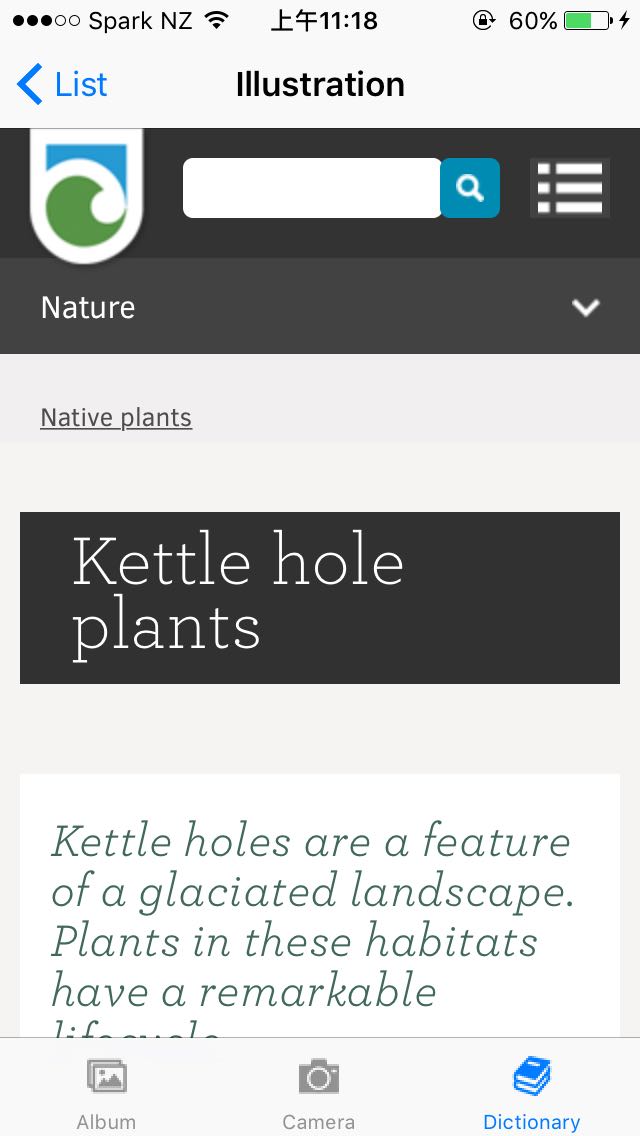 Spark NZ 上午11:18 60%
List Illustration
Nature
Native plants
Kettle hole
plants
Kettle holes are a feature
of a glaciated landscape.
Plants in these habitats
have a remarkable
lifecycle
Album Camera Dictionary